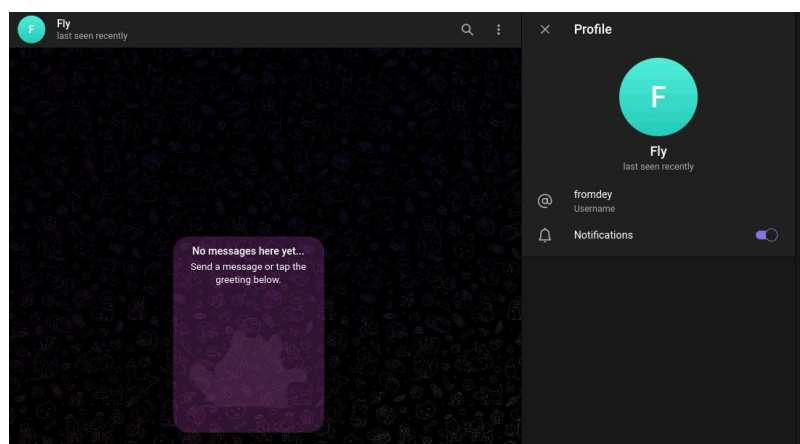 F
Fly
last seen recently
No messages here yet...
Send a message or tap the
greeting below.
Profile
F
Fly
last seen recently
fromdey
Username
Notifications